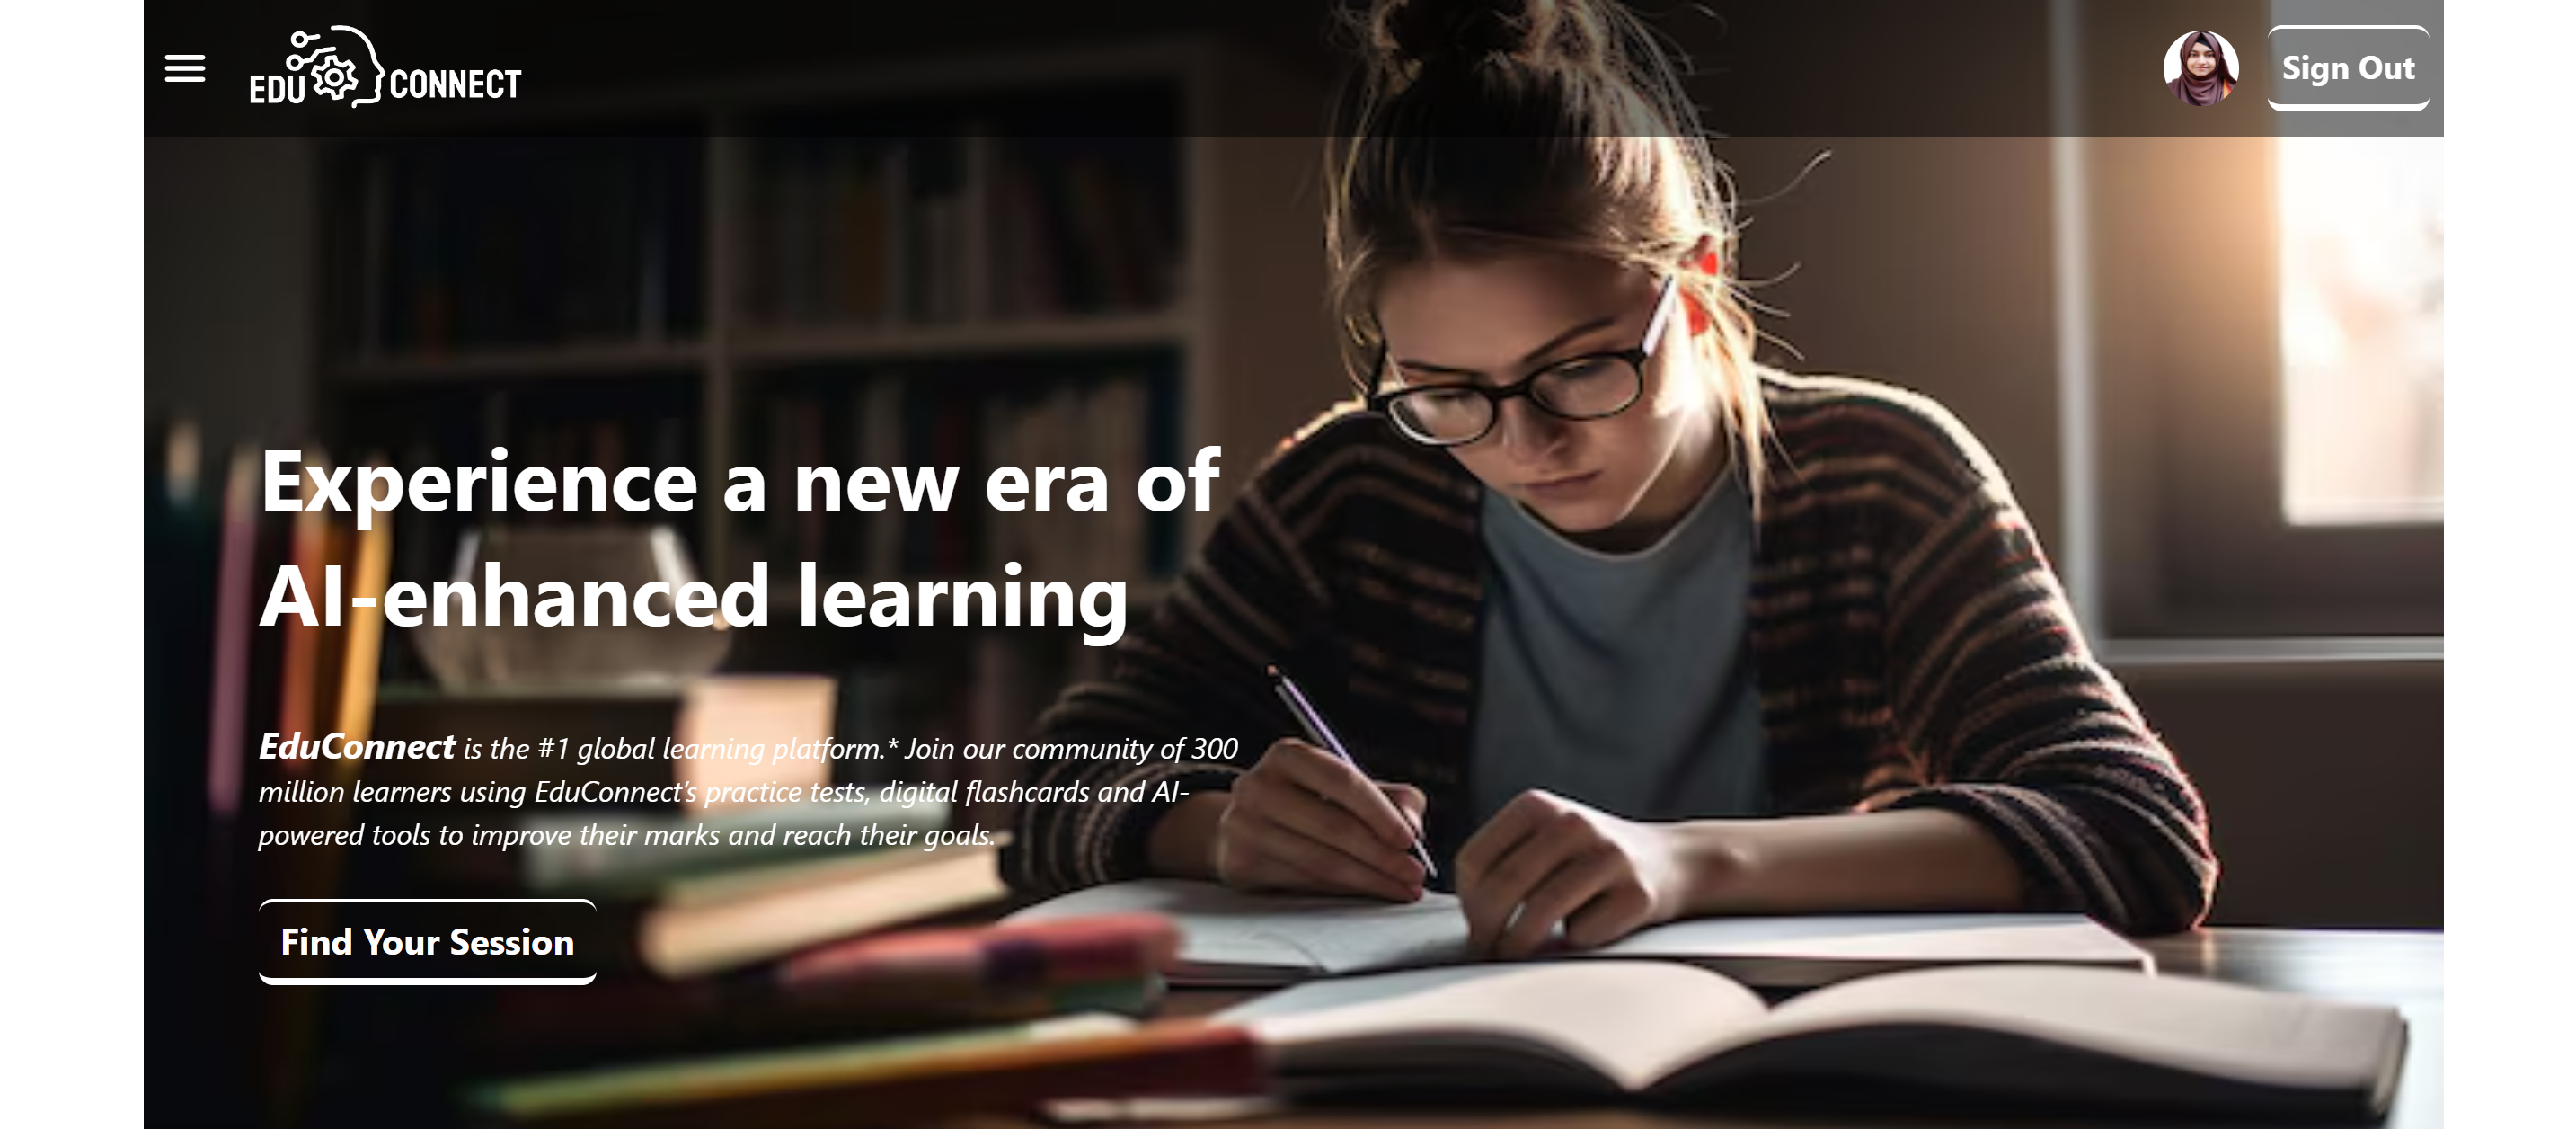 EDU CONNECT
Sign Out
Experience a new era of
AI-enhanced learning
EduConnect is the #1 global learning platform.* Join our community of 300
million learners using EduConnect’s practice tests, digital flashcards and AI-
powered tools to improve their marks and reach their goals.
Find Your Session